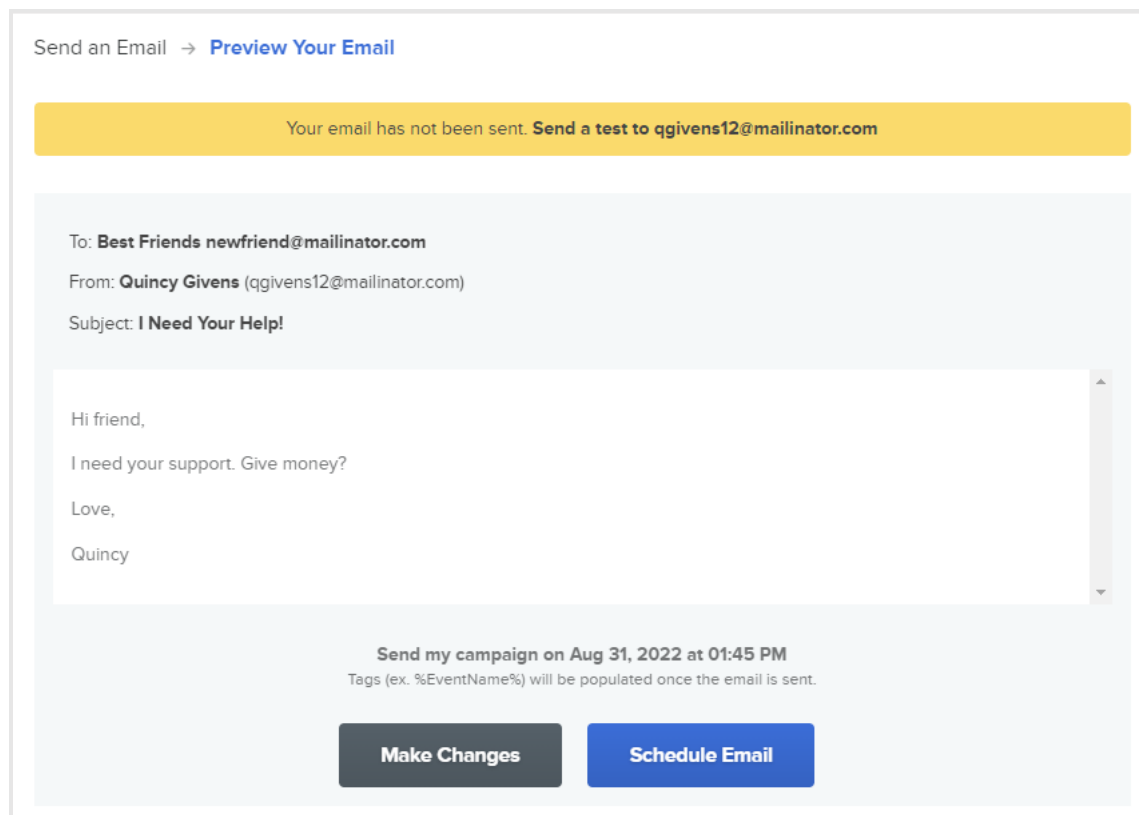 Send an Email → Preview Your Email
Your email has not been sent. Send a test to qgivens12@mailinator.com
To: Best Friends newfriend@mailinator.com
From: Quincy Givens (qgivens12@mailinator.com)
Subject: I Need Your Help!
Hi friend,
I need your support. Give money?
Love,
Quincy
Send my campaign on Aug 31, 2022 at 01:45 PM
Tags (ex. %EventName%) will be populated once the email is sent.
Make Changes
Schedule Email